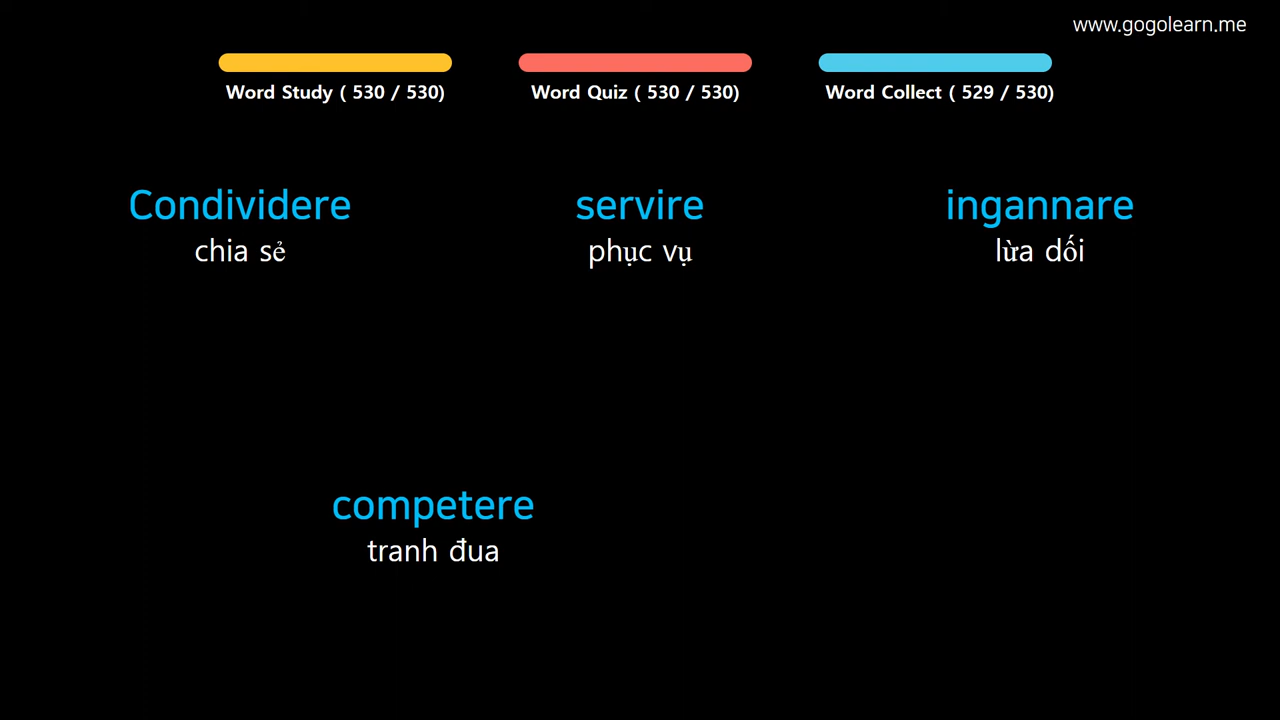 www.gogolearn.me
Word Study ( 530 / 530)
Word Quiz ( 530 / 530)
Word Collect ( 529 / 530)
Condividere
chia sẻ
servire
phục vụ
ingannare
lừa dối
competere
tranh đua